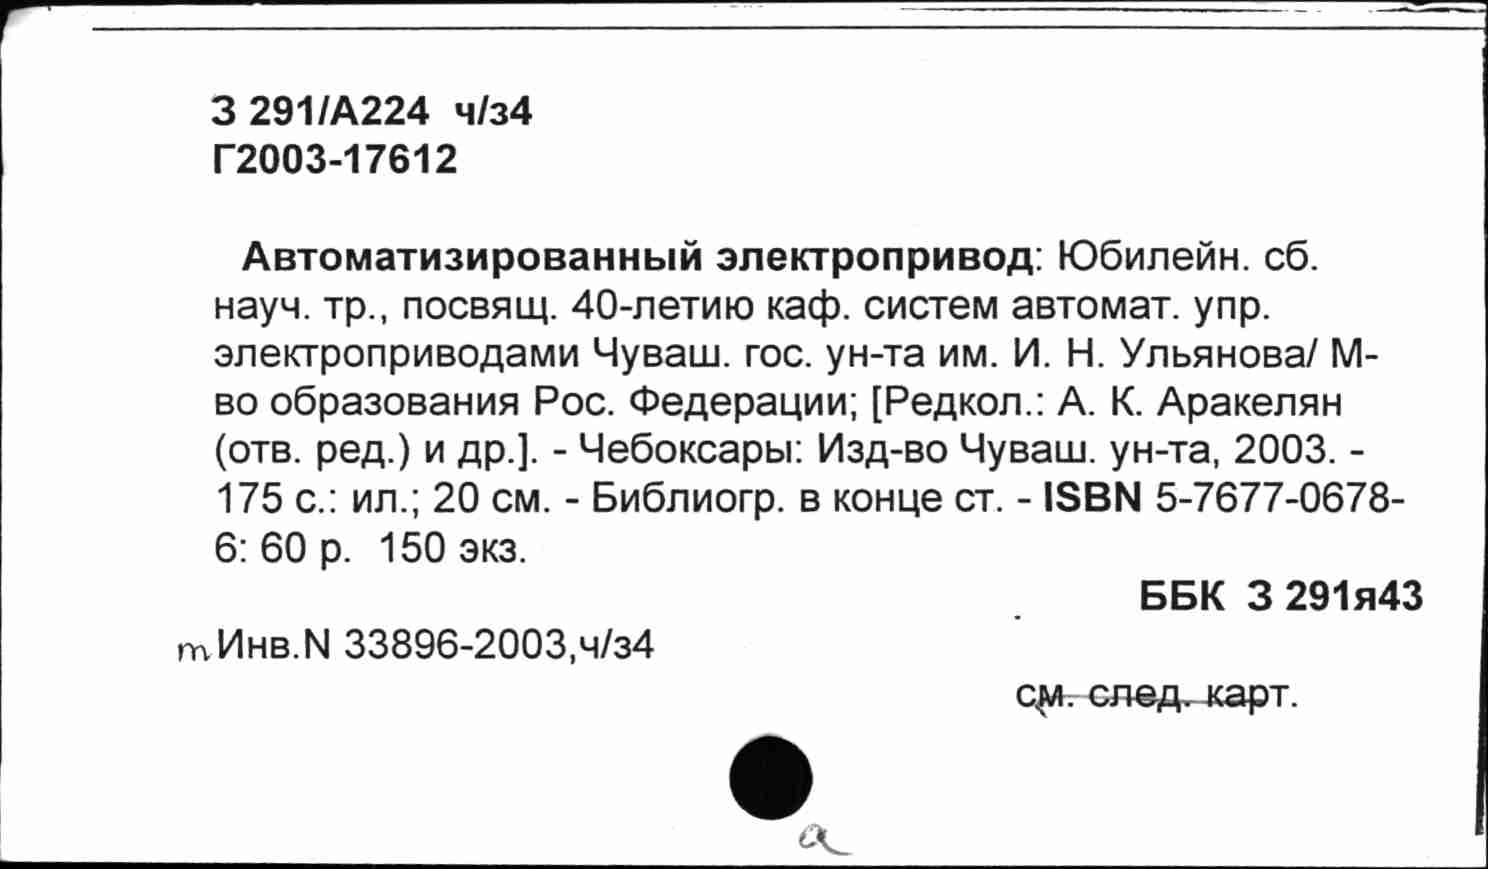 З 291/А224 ч/з4
Г2003-17612
Автоматизированный электропривод: Юбилейн. сб.
науч. тр., посвящ. 40-летию каф. систем автомат. упр.
электроприводами Чуваш. гос. ун-та им. И. Н. Ульянова/ М-
во образования Рос. Федерации; [Редкол.: А. К. Аракелян
(отв. ред.) и др.]. - Чебоксары: Изд-во Чуваш. ун-та, 2003. -
175 с.: ил.; 20 см. - Библиогр. в конце ст. - ISBN 5-7677-0678-
6: 60 р. 150 экз.
ББК З 291я43
т Инв.N 33896-2003,ч/з4
см. след. карт.
а